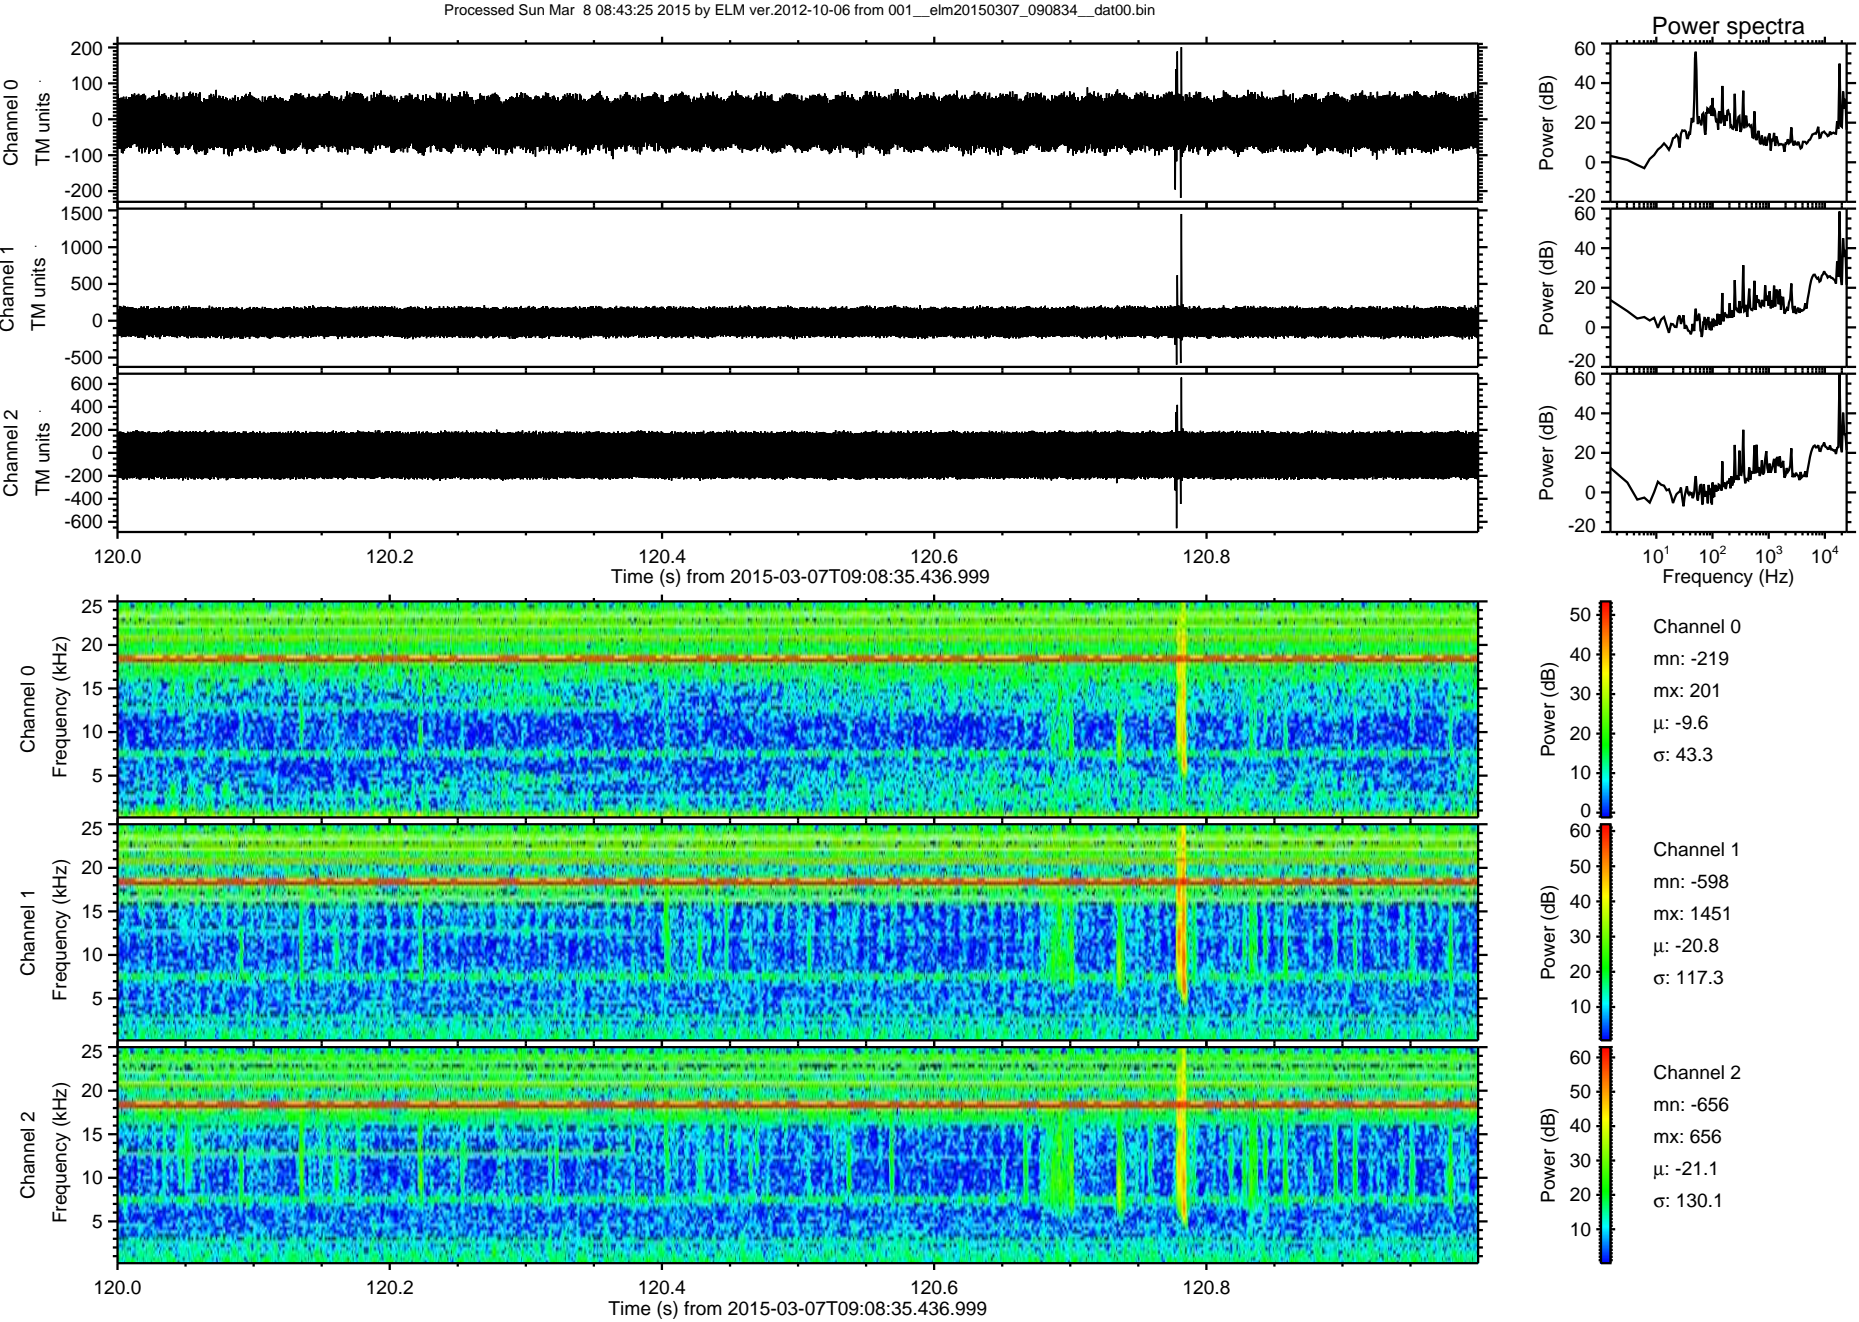 Processed Sun Mar  8 08:43:25 2015 by ELM ver.2012-10-06 from 001__elm20150307_090834__dat00.bin
Power spectra
Channel 0
TM units
200
100
0
-100
-200
Power (dB)
60
40
20
0
-20
Channel 1
TM units
1500
1000
500
0
-500
Power (dB)
60
40
20
0
-20
Channel 2
TM units
600
400
200
0
-200
-400
-600
Power (dB)
60
40
20
0
-20
120.0 120.2 120.4 120.6 120.8
Time (s) from 2015-03-07T09:08:35.436.999
10¹ 10² 10³ 10⁴
Frequency (Hz)
Channel 0
Frequency (kHz)
25
20
15
10
5
Power (dB)
50
40
30
20
10
0
Channel 0
mn: -219
mx: 201
μ: -9.6
σ: 43.3
Channel 1
Frequency (kHz)
25
20
15
10
5
Power (dB)
60
50
40
30
20
10
Channel 1
mn: -598
mx: 1451
μ: -20.8
σ: 117.3
Channel 2
Frequency (kHz)
25
20
15
10
5
Power (dB)
60
50
40
30
20
10
Channel 2
mn: -656
mx: 656
μ: -21.1
σ: 130.1
120.0 120.2 120.4 120.6 120.8
Time (s) from 2015-03-07T09:08:35.436.999